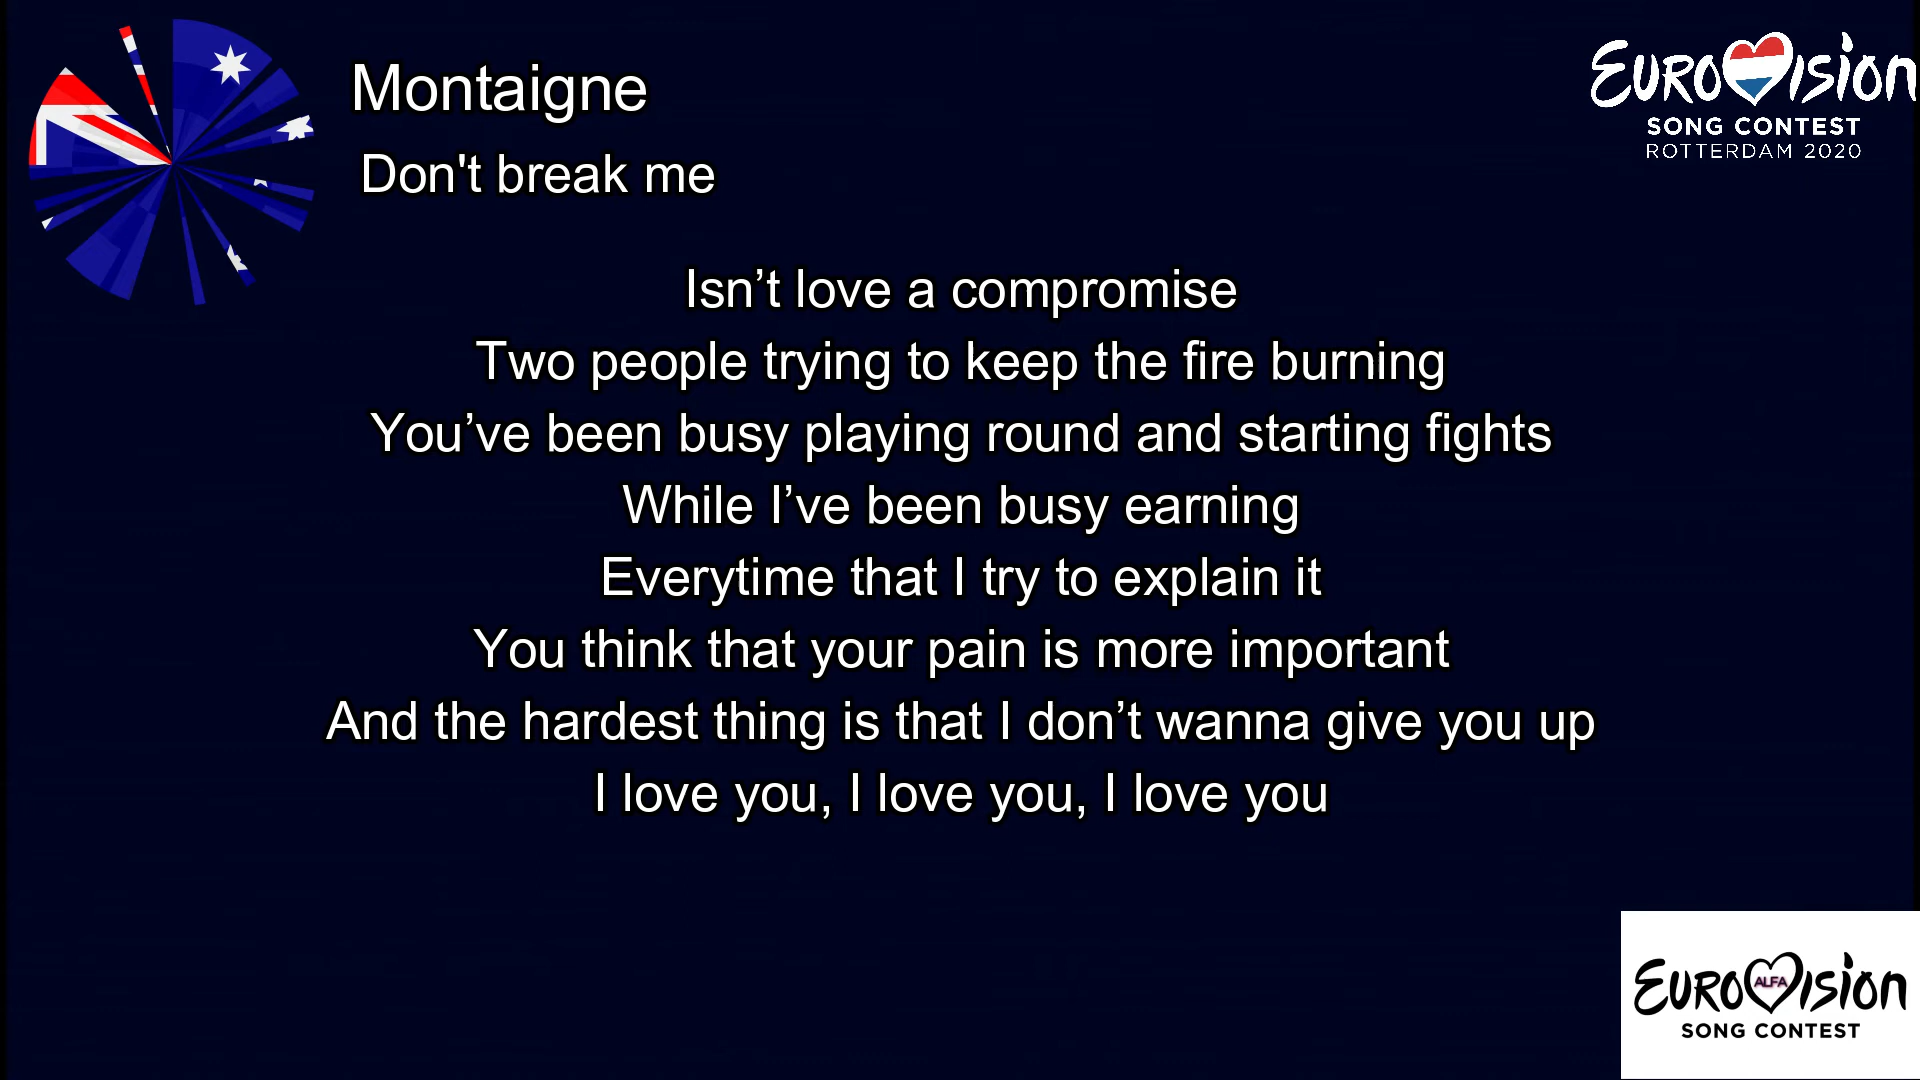 Montaigne
Don't break me
EUROVISION
SONG CONTEST
ROTTERDAM 2020
Isn’t love a compromise
Two people trying to keep the fire burning
You’ve been busy playing round and starting fights
While I’ve been busy earning
Everytime that I try to explain it
You think that your pain is more important
And the hardest thing is that I don’t wanna give you up
I love you, I love you, I love you
EUROVISION
ALFA
SONG CONTEST